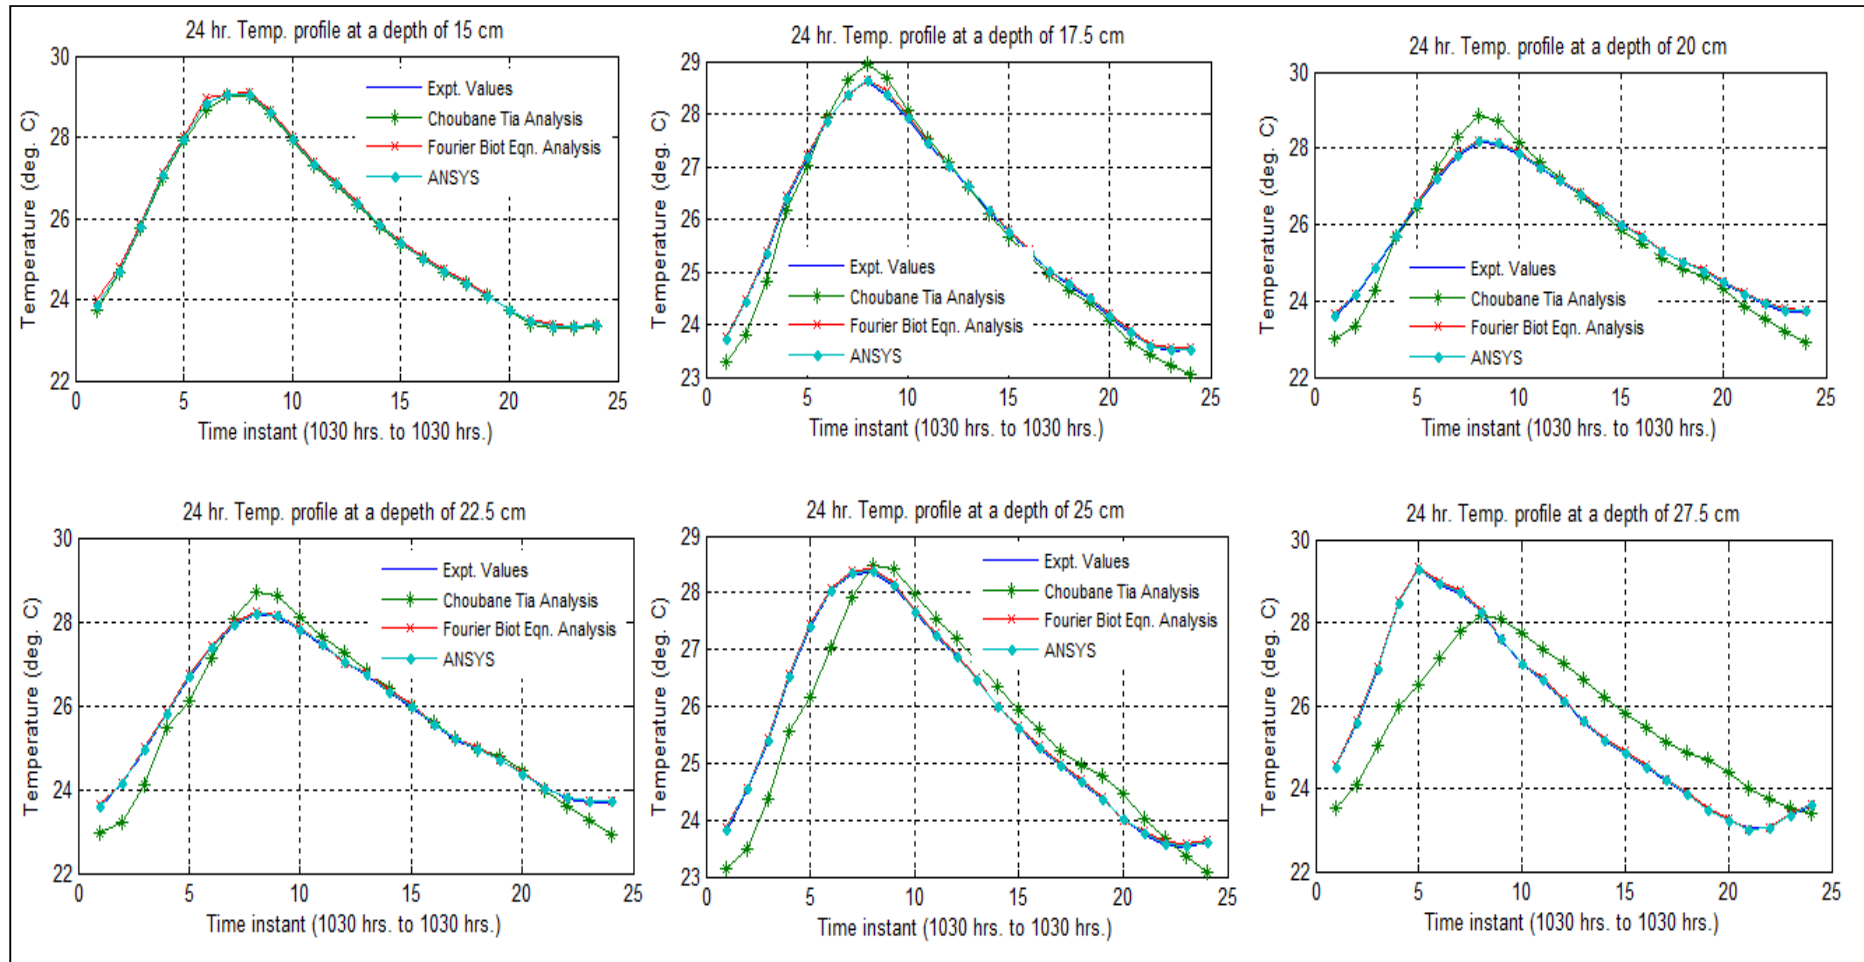 24 hr. Temp. profile at a depth of 15 cm
30
28
26
24
22
0
5
10
15
20
25
Temperature (deg. C)
Time instant (1030 hrs. to 1030 hrs.)
Expt. Values
Choubane Tia Analysis
Fourier Biot Eqn. Analysis
ANSYS
24 hr. Temp. profile at a depth of 17.5 cm
29
28
27
26
25
24
23
0
5
10
15
20
25
Temperature (deg. C)
Time instant (1030 hrs. to 1030 hrs.)
Expt. Values
Choubane Tia Analysis
Fourier Biot Eqn. Analysis
ANSYS
24 hr. Temp. profile at a depth of 20 cm
30
28
26
24
22
0
5
10
15
20
25
Temperature (deg. C)
Time instant (1030 hrs. to 1030 hrs.)
Expt. Values
Choubane Tia Analysis
Fourier Biot Eqn. Analysis
ANSYS
24 hr. Temp. profile at a depeth of 22.5 cm
30
28
26
24
22
0
5
10
15
20
25
Temperature (deg. C)
Time instant (1030 hrs. to 1030 hrs.)
Expt. Values
Choubane Tia Analysis
Fourier Biot Eqn. Analysis
ANSYS
24 hr. Temp. profile at a depth of 25 cm
29
28
27
26
25
24
23
0
5
10
15
20
25
Temperature (deg. C)
Time instant (1030 hrs. to 1030 hrs.)
Expt. Values
Choubane Tia Analysis
Fourier Biot Eqn. Analysis
ANSYS
24 hr. Temp. profile at a depth of 27.5 cm
30
28
26
24
22
0
5
10
15
20
25
Temperature (deg. C)
Time instant (1030 hrs. to 1030 hrs.)
Expt. Values
Choubane Tia Analysis
Fourier Biot Eqn. Analysis
ANSYS